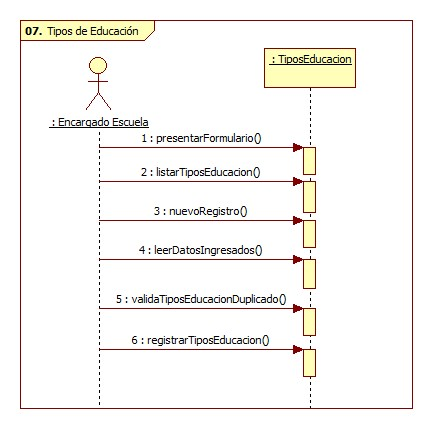 07. Tipos de Educación
: TiposEducacion
: Encargado Escuela
1 : presentarFormulario()
2 : listarTiposEducacion()
3 : nuevoRegistro()
4 : leerDatosIngresados()
5 : validaTiposEducacionDuplicado()
6 : registrarTiposEducacion()